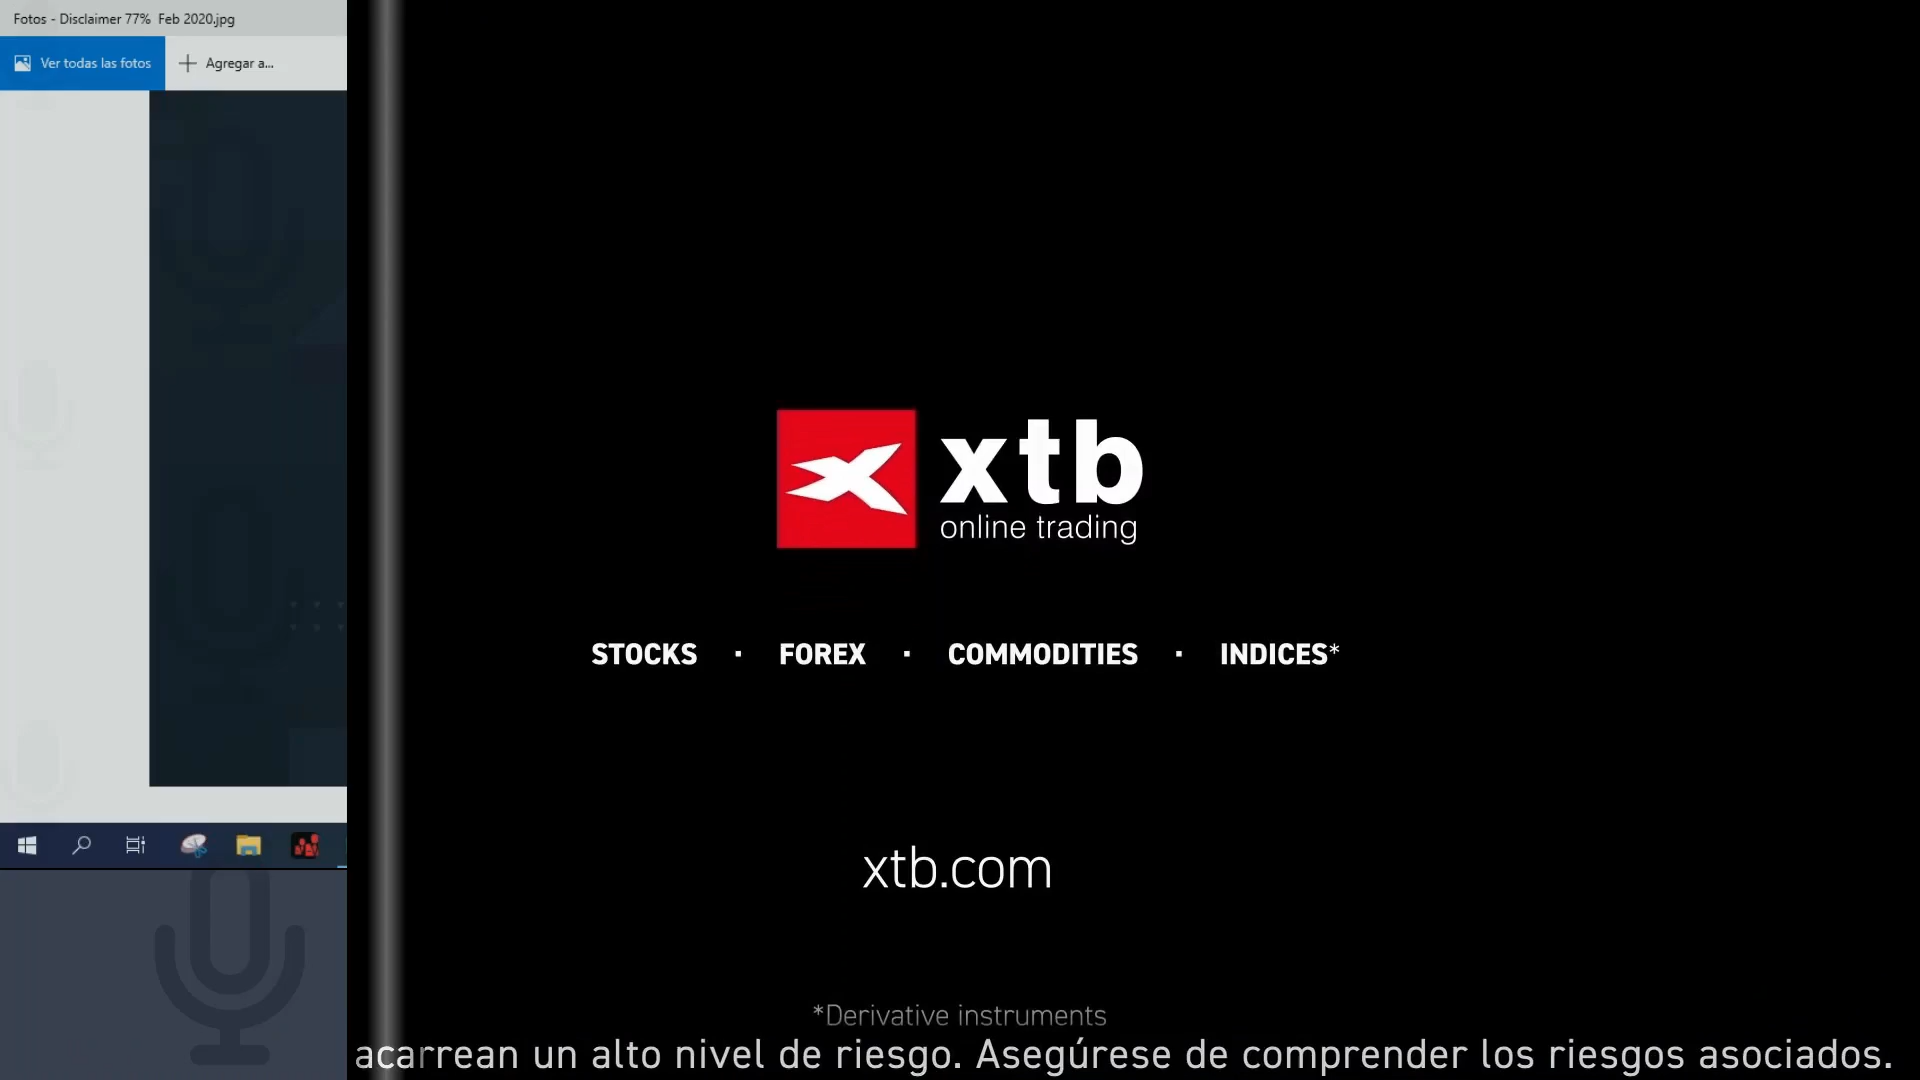 Fotos - Disclaimer 77% Feb 2020.jpg
Ver todas las fotos
Agregar a...
xtb
online trading
STOCKS · FOREX · COMMODITIES · INDICES*
xtb.com
*Derivative instruments
acarrean un alto nivel de riesgo. Asegúrese de comprender los riesgos asociados.